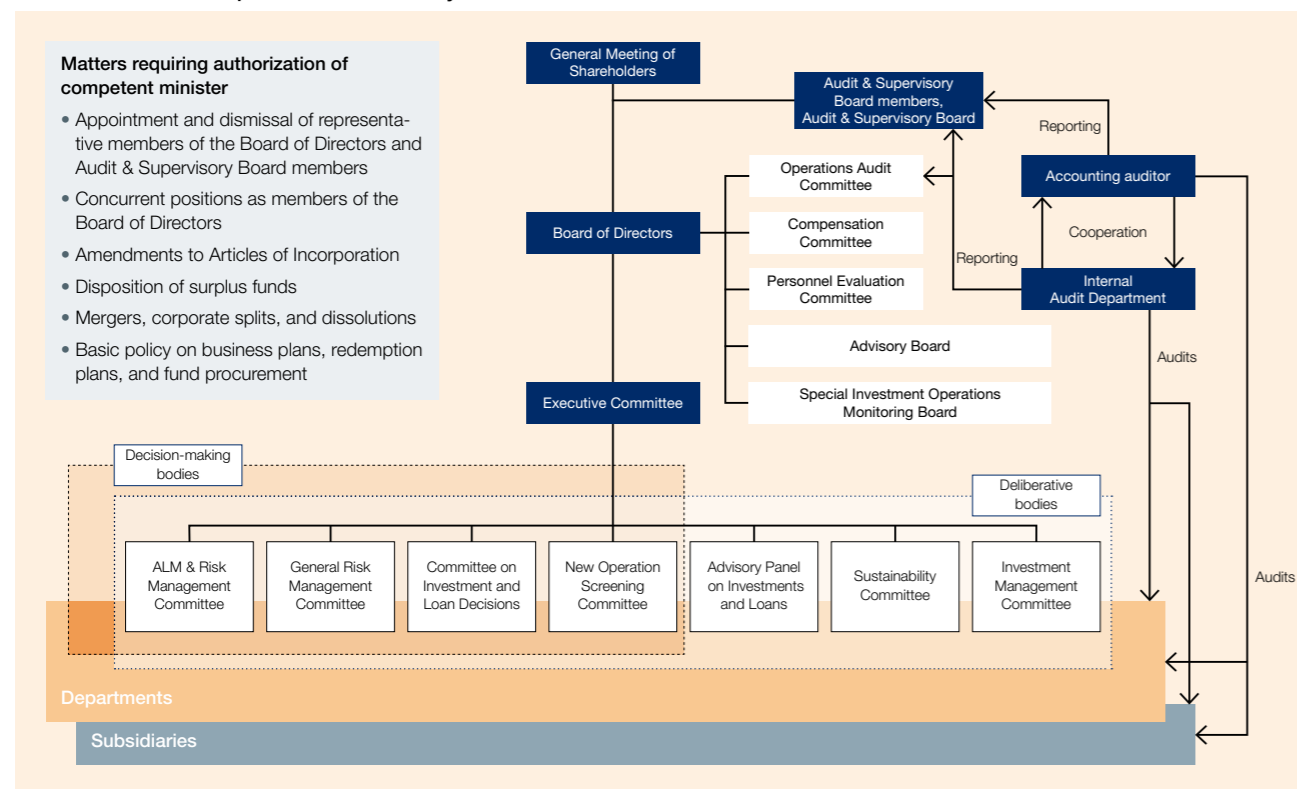 Matters requiring authorization of
competent minister
• Appointment and dismissal of representa-
tive members of the Board of Directors and
Audit & Supervisory Board members
• Concurrent positions as members of the
Board of Directors
• Amendments to Articles of Incorporation
• Disposition of surplus funds
• Mergers, corporate splits, and dissolutions
• Basic policy on business plans, redemption
plans, and fund procurement
General Meeting of
Shareholders
Audit & Supervisory
Board members,
Audit & Supervisory Board
Reporting
Operations Audit
Committee
Accounting auditor
Board of Directors
Compensation
Committee
Cooperation
Reporting
Personnel Evaluation
Committee
Internal
Audit Department
Advisory Board
Audits
Executive Committee
Special Investment Operations
Monitoring Board
Decision-making
bodies
Deliberative
bodies
ALM & Risk
Management
Committee
General Risk
Management
Committee
Committee on
Investment and
Loan Decisions
New Operation
Screening
Committee
Advisory Panel
on Investments
and Loans
Sustainability
Committee
Investment
Management
Committee
Audits
Departments
Subsidiaries